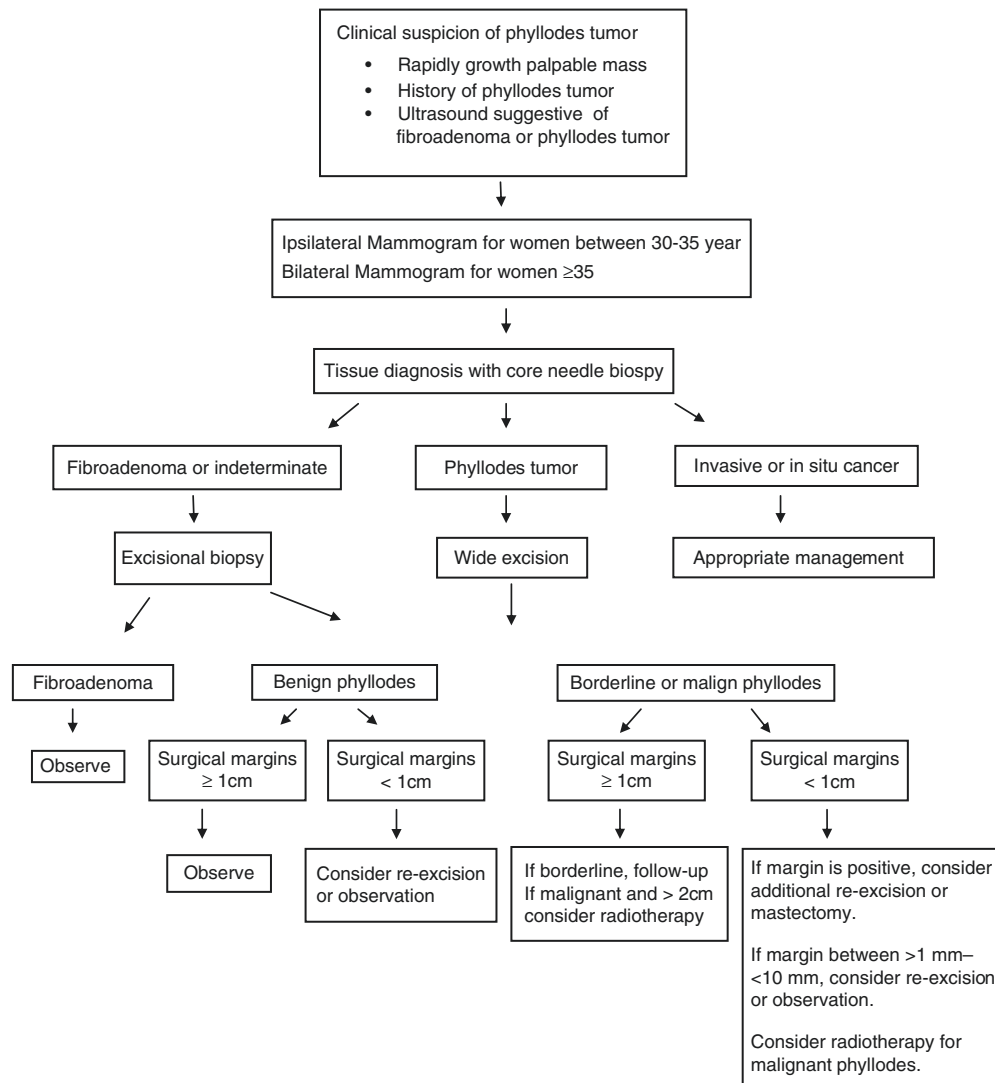 Clinical suspicion of phyllodes tumor
• Rapidly growth palpable mass
• History of phyllodes tumor
• Ultrasound suggestive of
fibroadenoma or phyllodes tumor
Ipsilateral Mammogram for women between 30-35 year
Bilateral Mammogram for women ≥35
Tissue diagnosis with core needle biospy
Fibroadenoma or indeterminate
Phyllodes tumor
Invasive or in situ cancer
Excisional biopsy
Wide excision
Appropriate management
Fibroadenoma
Benign phyllodes
Borderline or malign phyllodes
Observe
Surgical margins
≥ 1cm
Surgical margins
< 1cm
Surgical margins
≥ 1cm
Surgical margins
< 1cm
Observe
Consider re-excision
or observation
If borderline, follow-up
If malignant and > 2cm
consider radiotherapy
If margin is positive, consider
additional re-excision or
mastectomy.
If margin between >1 mm–
<10 mm, consider re-excision
or observation.
Consider radiotherapy for
malignant phyllodes.